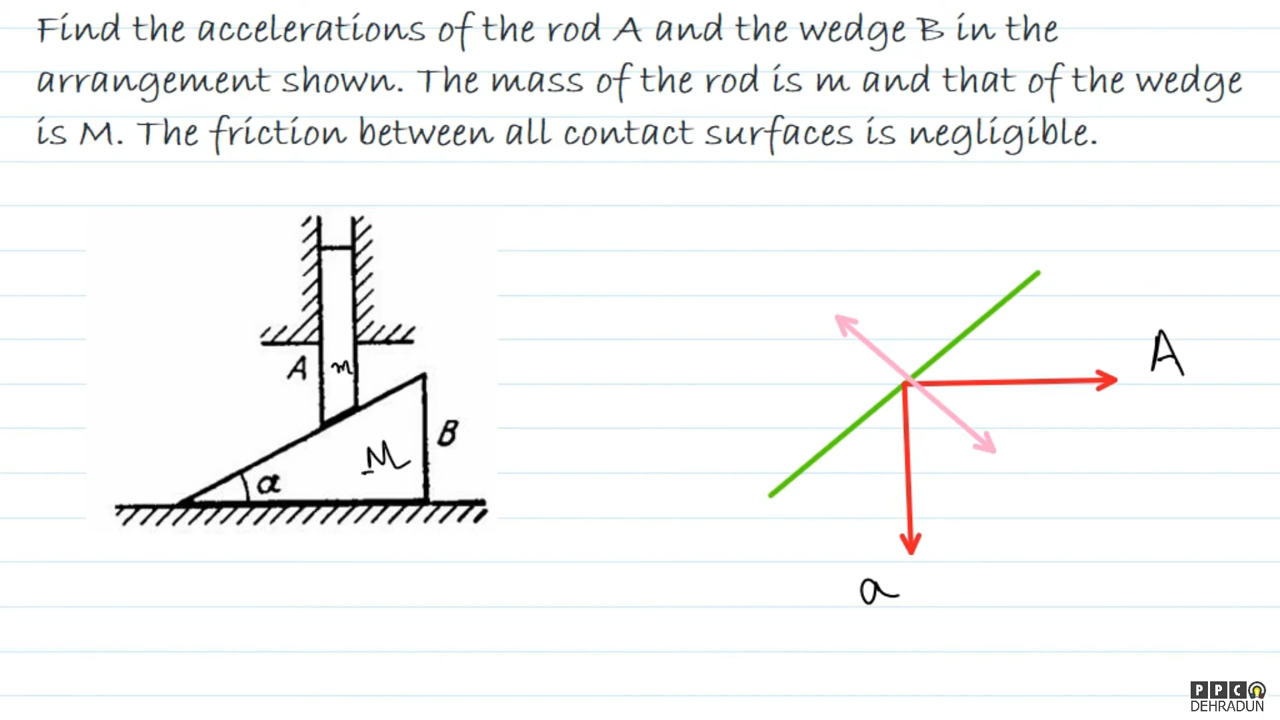 Find the accelerations of the rod A and the wedge B in the
arrangement shown. The mass of the rod is m and that of the wedge
is M. The friction between all contact surfaces is negligible.
A
m
B
M
α
A
a
PPC
DEHRADUN